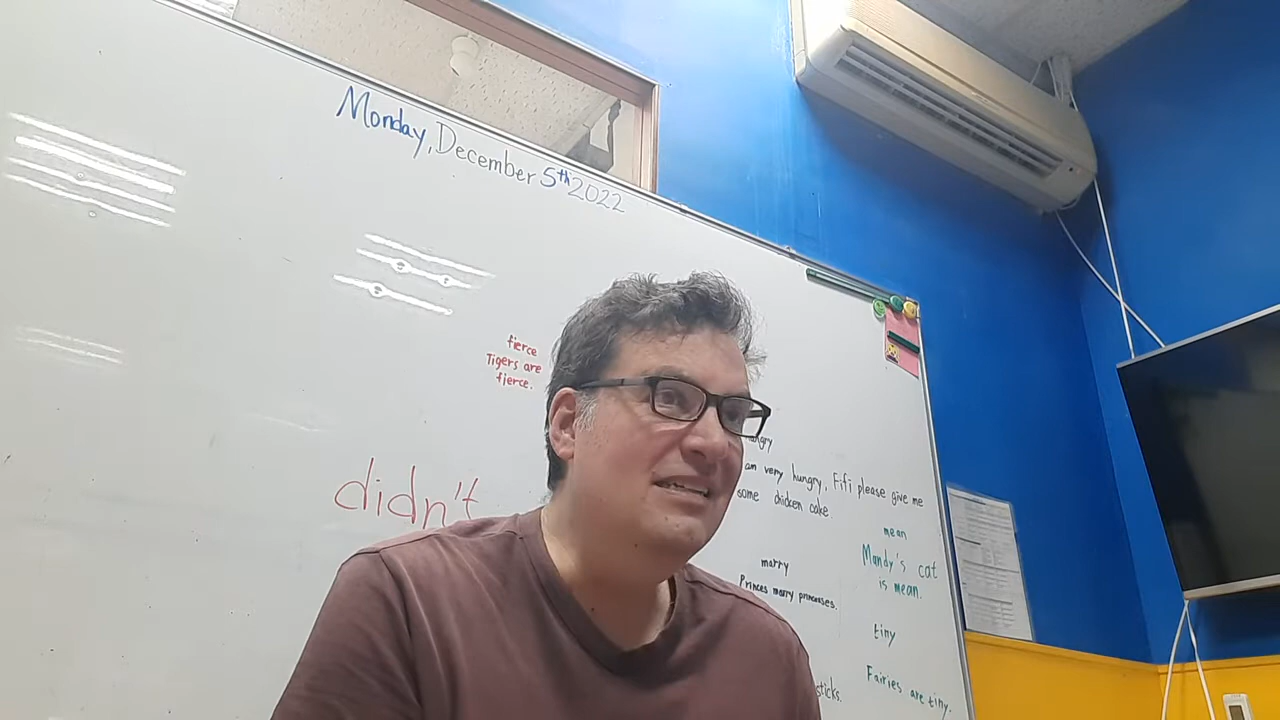 Monday, December 5th 2022
fierce
Tigers are
fierce.
didn't
am very hungry, Fifi please give me
some chicken cake.
mean
Mandy's cat
is mean.
marry
Princes marry princesses.
tiny
Fairies are tiny.
sticks.